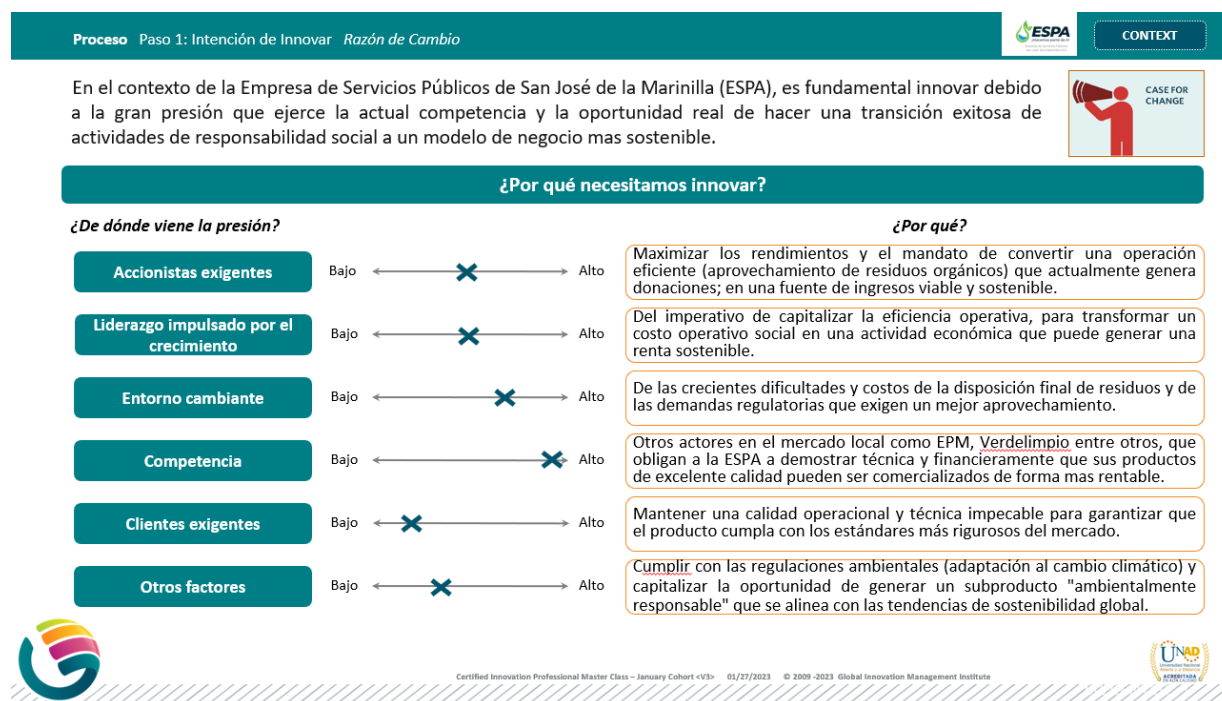 Proceso Paso 1: Intención de Innovar Razón de Cambio
ESPA
CONTEXT
En el contexto de la Empresa de Servicios Públicos de San José de la Marinilla (ESPA), es fundamental innovar debido
a la gran presión que ejerce la actual competencia y la oportunidad real de hacer una transición exitosa de
actividades de responsabilidad social a un modelo de negocio mas sostenible.
CASE FOR
CHANGE
¿Por qué necesitamos innovar?
¿De dónde viene la presión?
¿Por qué?
Accionistas exigentes
Bajo
Alto
Maximizar los rendimientos y el mandato de convertir una operación
eficiente (aprovechamiento de residuos orgánicos) que actualmente genera
donaciones; en una fuente de ingresos viable y sostenible.
Liderazgo impulsado por el
crecimiento
Bajo
Alto
Del imperativo de capitalizar la eficiencia operativa, para transformar un
costo operativo social en una actividad económica que puede generar una
renta sostenible.
Entorno cambiante
Bajo
Alto
De las crecientes dificultades y costos de la disposición final de residuos y de
las demandas regulatorias que exigen un mejor aprovechamiento.
Competencia
Bajo
Alto
Otros actores en el mercado local como EPM, Verdelimpio entre otros, que
obligan a la ESPA a demostrar técnica y financieramente que sus productos
de excelente calidad pueden ser comercializados de forma mas rentable.
Clientes exigentes
Bajo
Alto
Mantener una calidad operacional y técnica impecable para garantizar que
el producto cumpla con los estándares más rigurosos del mercado.
Otros factores
Bajo
Alto
Cumplir con las regulaciones ambientales (adaptación al cambio climático) y
capitalizar la oportunidad de generar un subproducto "ambientalmente
responsable" que se alinea con las tendencias de sostenibilidad global.
UNAD
Universidad Nacional
Abierta y a Distancia
ACREDITADA
EN ALTA CALIDAD
Certified Innovation Professional Master Class – January Cohort <V3> 01/27/2023 © 2009 -2023 Global Innovation Management Institute